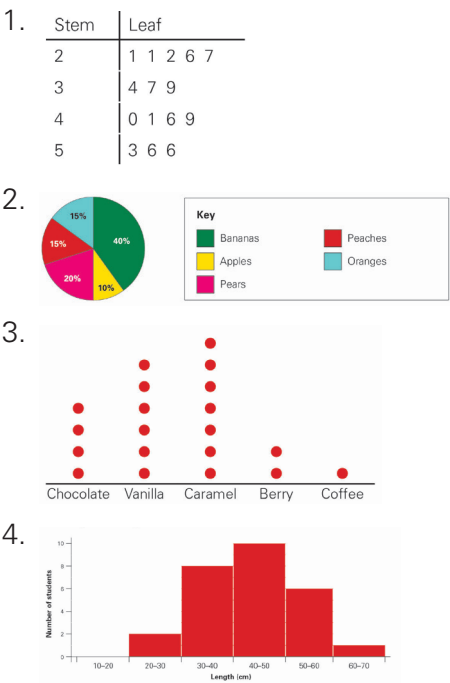 1.
Stem Leaf
2 1 1 2 6 7
3 4 7 9
4 0 1 6 9
5 3 6 6
2.
15% 40% 15% 20% 10%
Key
Bananas Peaches
Apples Oranges
Pears
3.
Chocolate Vanilla Caramel Berry Coffee
4.
Number of students
10
8
6
4
2
0
10–20 20–30 30–40 40–50 50–60 60–70
Length (cm)